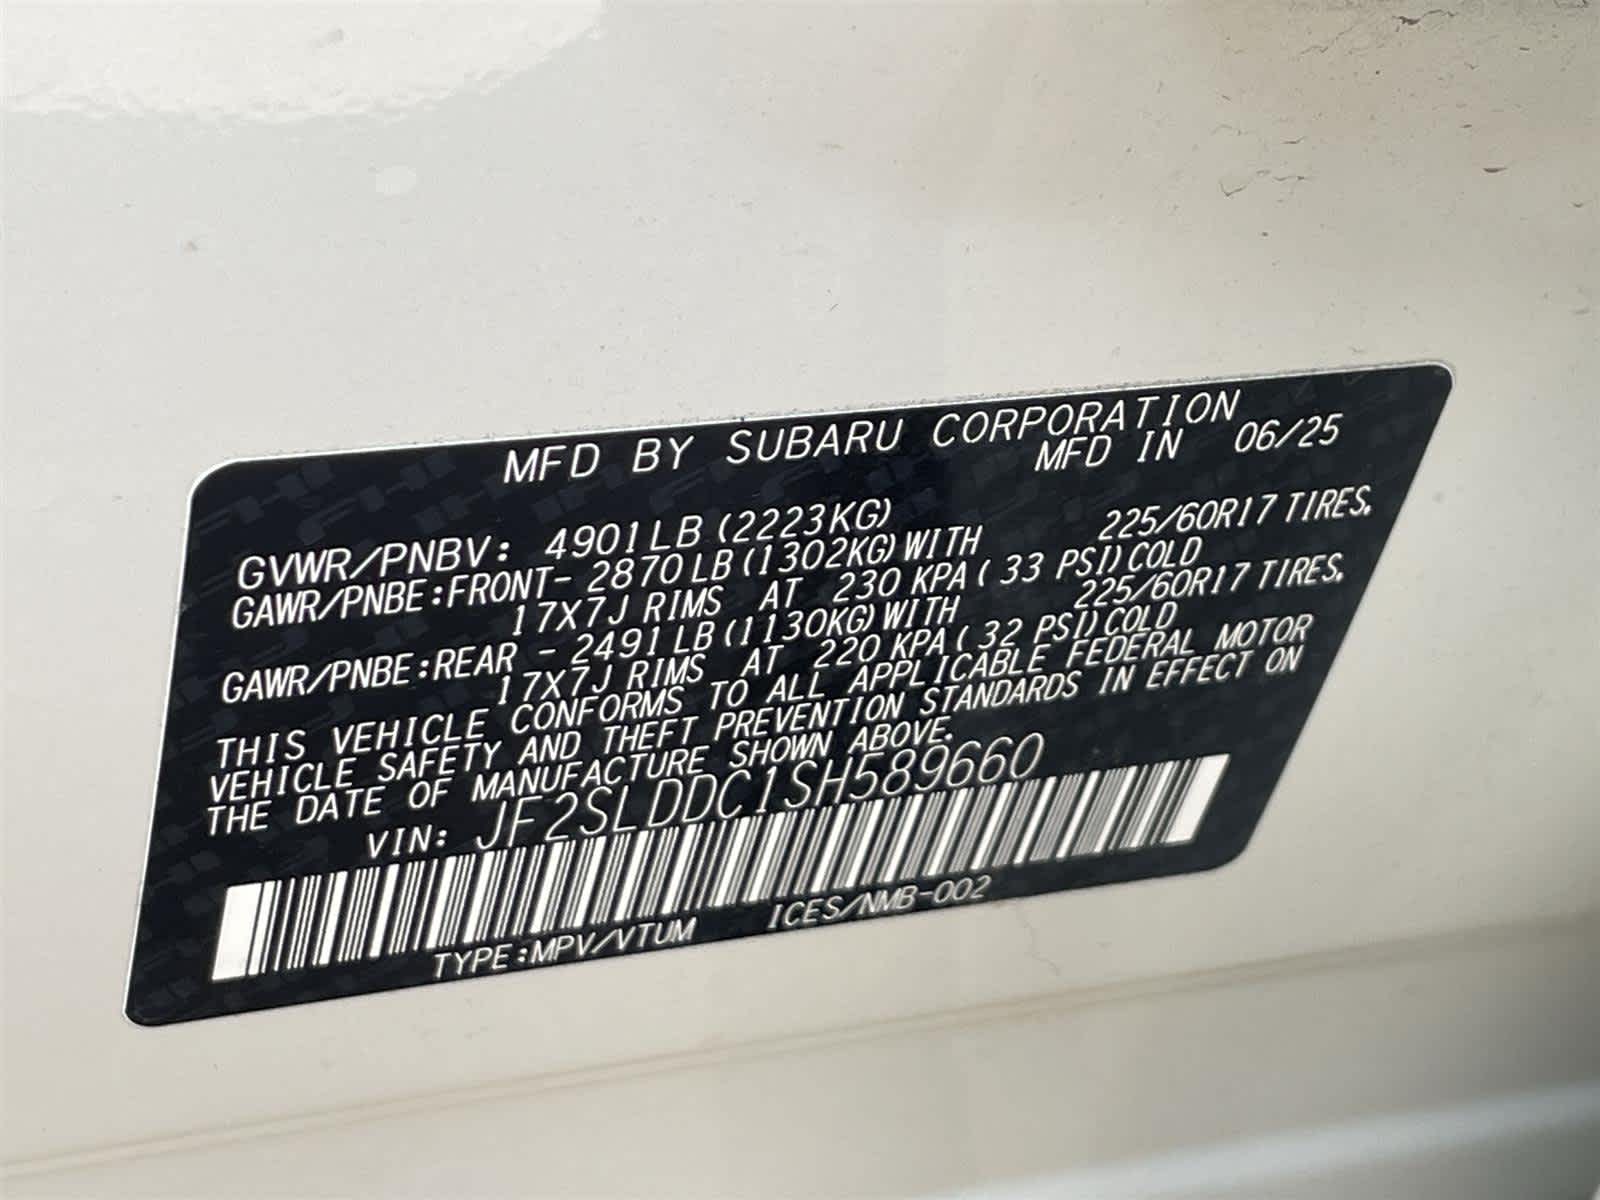 MFD BY SUBARU CORPORATION
MFD IN 06/25
GVWR/PNBV: 4901LB(2223KG)
GAWR/PNBE:FRONT- 2870LB(1302KG)WITH 225/60R17 TIRES.
17X7J RIMS AT 230 KPA( 33 PSI)COLD
GAWR/PNBE:REAR - 2491LB(1130KG)WITH 225/60R17 TIRES.
17X7J RIMS AT 220 KPA( 32 PSI)COLD
THIS VEHICLE CONFORMS TO ALL APPLICABLE FEDERAL MOTOR
VEHICLE SAFETY AND THEFT PREVENTION STANDARDS IN EFFECT ON
THE DATE OF MANUFACTURE SHOWN ABOVE.
VIN: JF2SLDDC1SH589660
TYPE:MPV/VTUM ICES/NMB-002